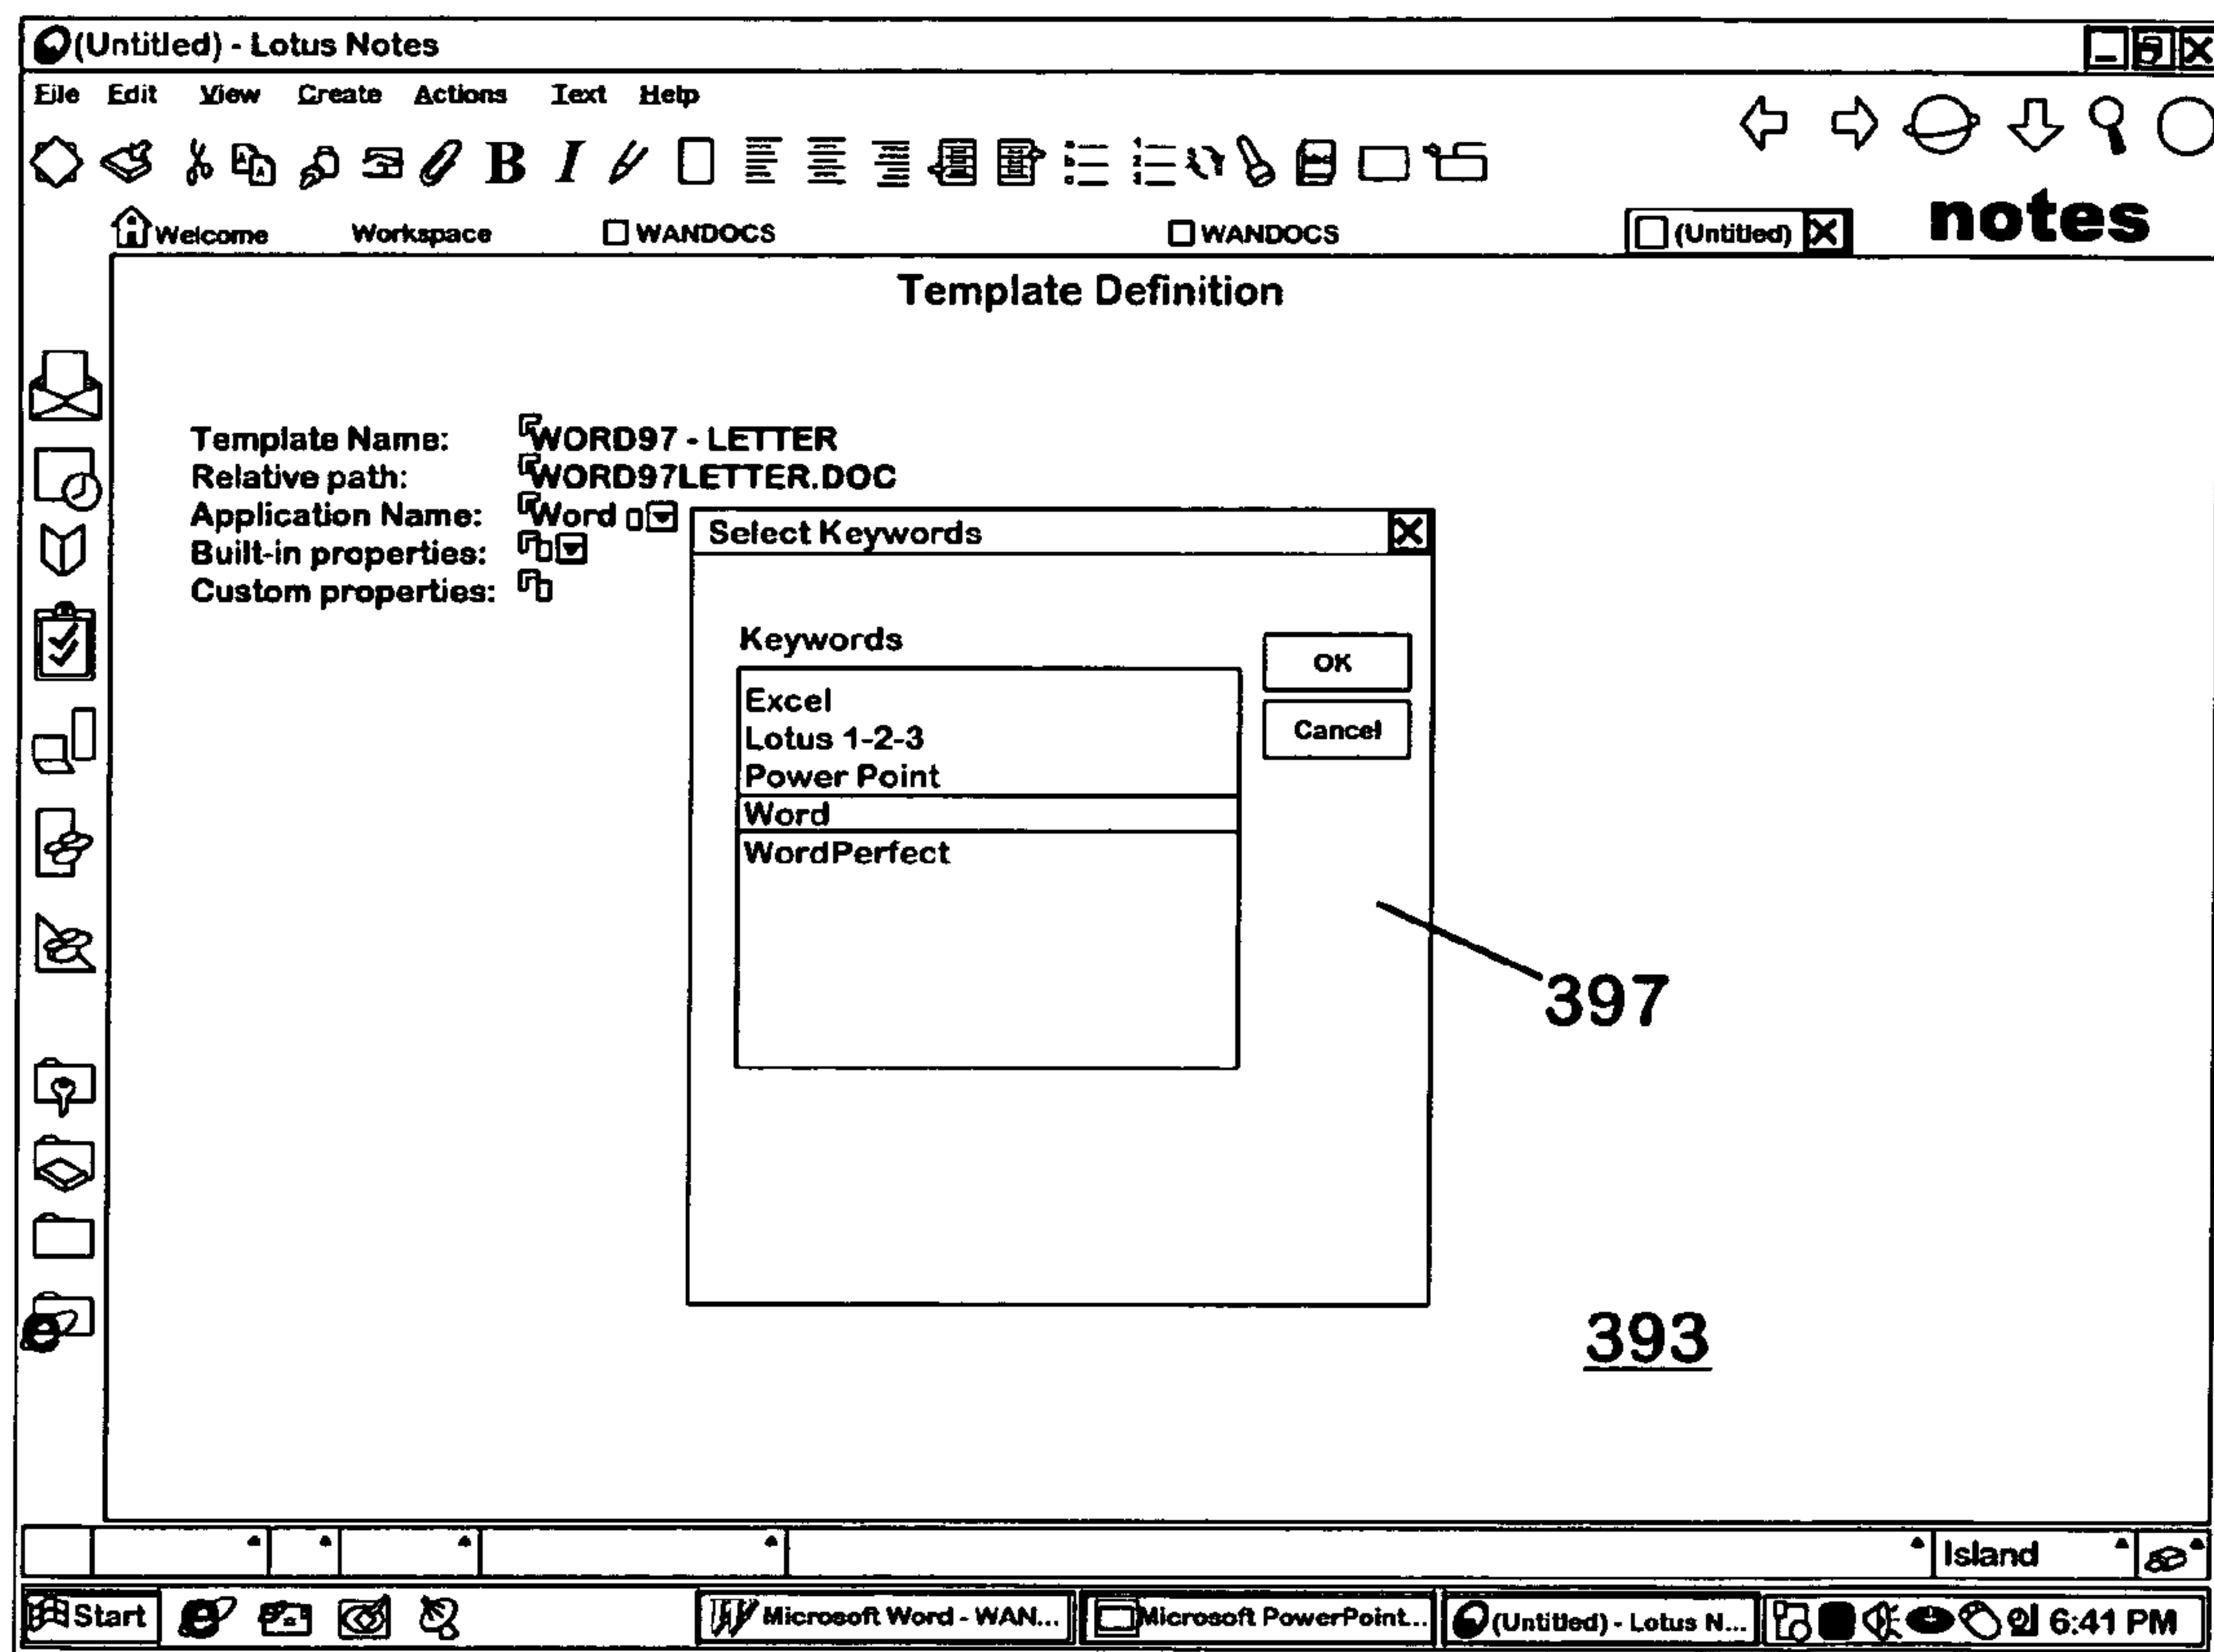 (Untitled) - Lotus Notes
File Edit View Create Actions Text Help
B I
notes
Welcome Workspace WANDOCS WANDOCS (Untitled)
Template Definition
Template Name: WORD97 - LETTER
Relative path: WORD97LETTER.DOC
Application Name: Word
Built-in properties:
Custom properties:
Select Keywords
Keywords
OK
Excel
Cancel
Lotus 1-2-3
Power Point
Word
WordPerfect
397
393
Island
Start Microsoft Word - WAN... Microsoft PowerPoint... (Untitled) - Lotus N... 6:41 PM